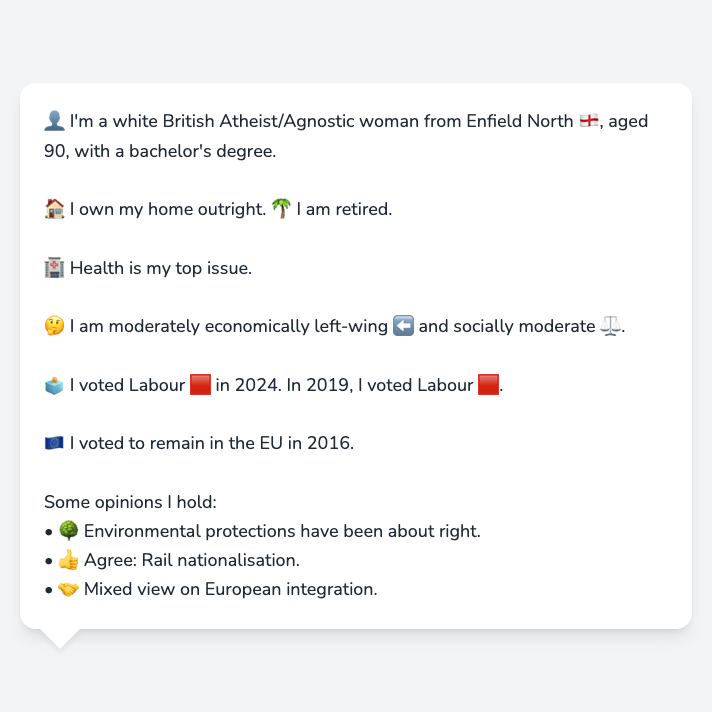 👤 I'm a white British Atheist/Agnostic woman from Enfield North 🏴󠁧󠁢󠁥󠁮󠁧󠁿, aged
90, with a bachelor's degree.
🏠 I own my home outright. 🌴 I am retired.
🏥 Health is my top issue.
🤔 I am moderately economically left-wing ⬅️ and socially moderate ⚖️.
🗳️ I voted Labour 🟥 in 2024. In 2019, I voted Labour 🟥.
🇪🇺 I voted to remain in the EU in 2016.
Some opinions I hold:
• 🌳 Environmental protections have been about right.
• 👍 Agree: Rail nationalisation.
• 🤝 Mixed view on European integration.